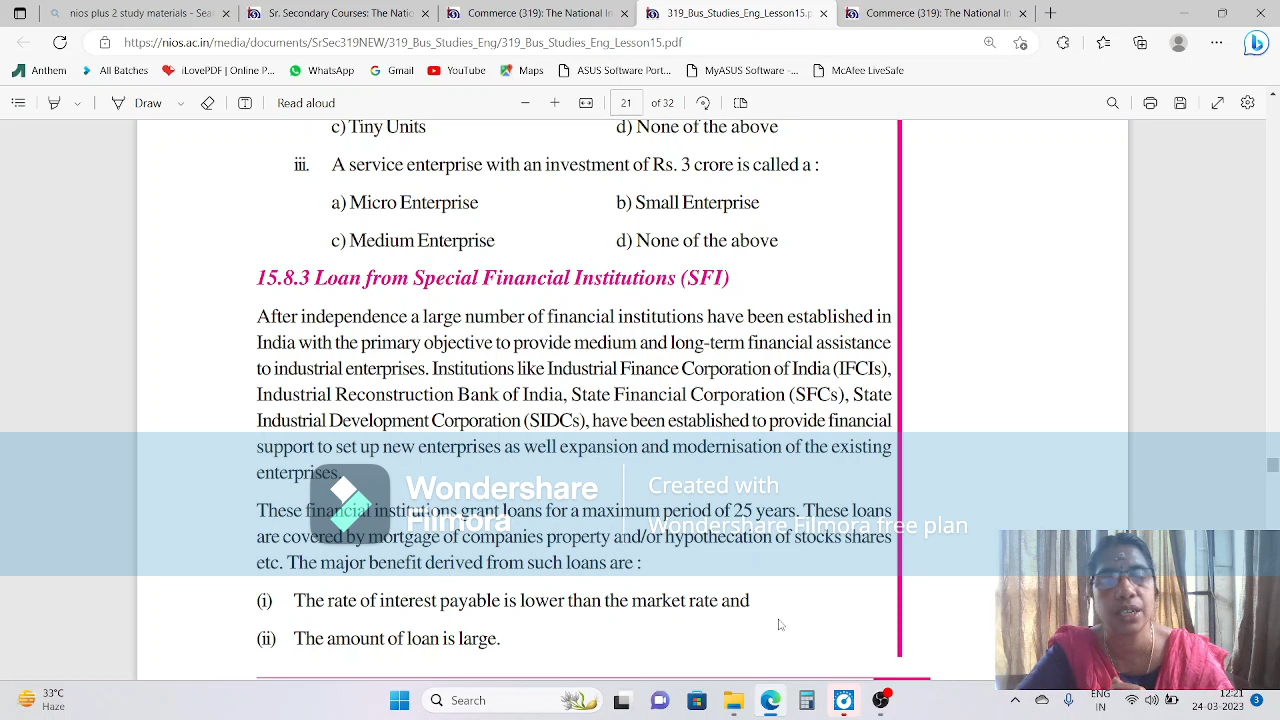 nios plus 2 study materials - Sea
Sr. Secondary Courses: The Nati
Commerce (319): The National In
319_Bus_Studies_Eng_Lesson15.p
Commerce (319): The National In
https://nios.ac.in/media/documents/SrSec319NEW/319_Bus_Studies_Eng/319_Bus_Studies_Eng_Lesson15.pdf
Anthem All Batches iLovePDF | Online P... WhatsApp Gmail YouTube Maps ASUS Software Port... MyASUS Software -... McAfee LiveSafe
Draw Read aloud 21 of 32
c) Tiny Units d) None of the above
iii. A service enterprise with an investment of Rs. 3 crore is called a :
a) Micro Enterprise b) Small Enterprise
c) Medium Enterprise d) None of the above
15.8.3 Loan from Special Financial Institutions (SFI)
After independence a large number of financial institutions have been established in
India with the primary objective to provide medium and long-term financial assistance
to industrial enterprises. Institutions like Industrial Finance Corporation of India (IFCIs),
Industrial Reconstruction Bank of India, State Financial Corporation (SFCs), State
Industrial Development Corporation (SIDCs), have been established to provide financial
support to set up new enterprises as well expansion and modernisation of the existing
enterprises.
Wondershare
Filmora
Created with
Wondershare Filmora free plan
These financial institutions grant loans for a maximum period of 25 years. These loans
are covered by mortgage of companies property and/or hypothecation of stocks shares
etc. The major benefit derived from such loans are :
(i) The rate of interest payable is lower than the market rate and
(ii) The amount of loan is large.
33°C
Haze
Search
ENG
IN
12:21
24-03-2023
3